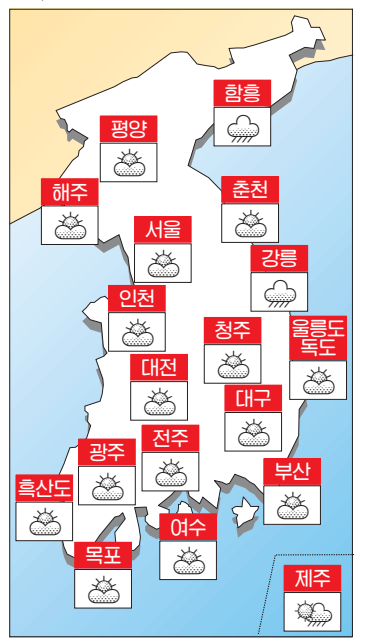 함흥
평양
해주
춘천
서울
강릉
인천
청주
울릉도
독도
대전
대구
전주
광주
부산
흑산도
여수
목포
제주